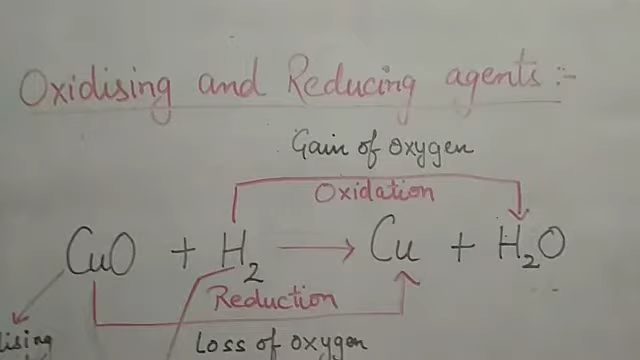 Oxidising and Reducing agents :-
Gain of oxygen
Oxidation
CuO + H2 → Cu + H2O
Reduction
Loss of oxygen